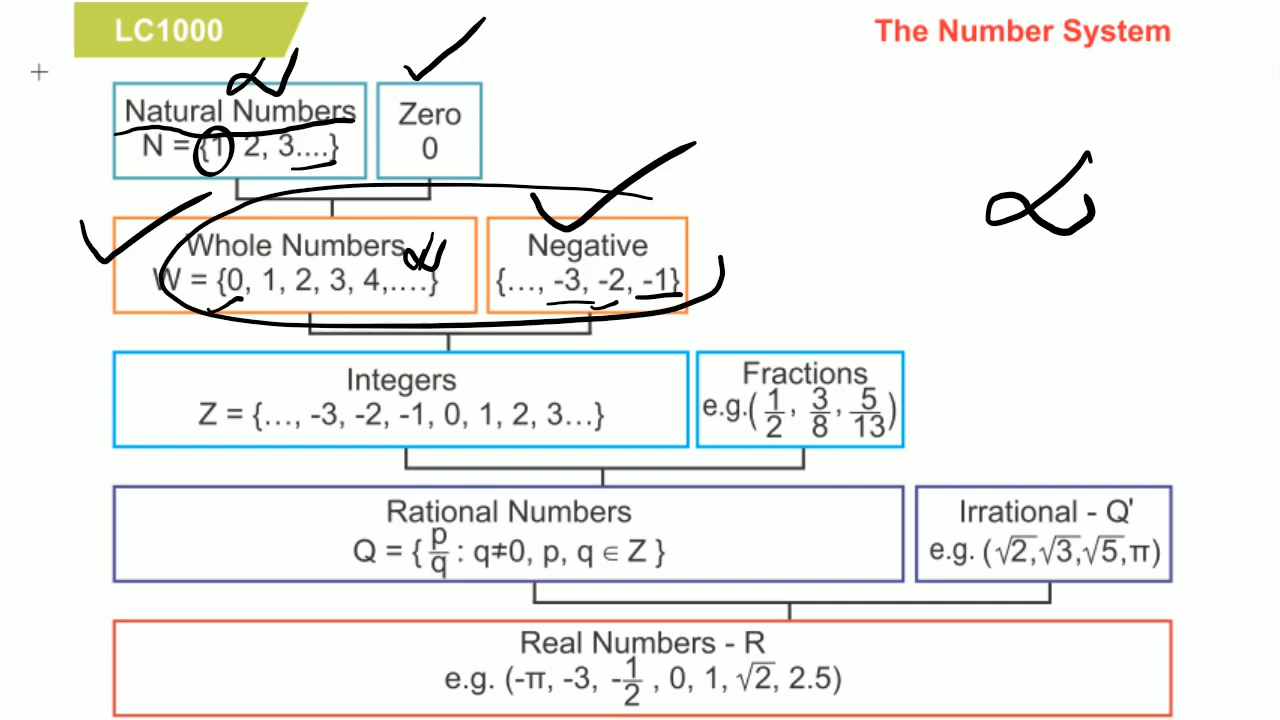 LC1000
The Number System
Natural Numbers
N = {1, 2, 3....}
Zero
0
Whole Numbers
W = {0, 1, 2, 3, 4,....}
Negative
{..., -3, -2, -1}
Integers
Z = {..., -3, -2, -1, 0, 1, 2, 3...}
Fractions
e.g.(1/2, 3/8, 5/13)
Rational Numbers
Q = { p/q : q≠0, p, q ∈ Z }
Irrational - Q'
e.g. (√2,√3,√5,π)
Real Numbers - R
e.g. (-π, -3, -1/2 , 0, 1, √2, 2.5)